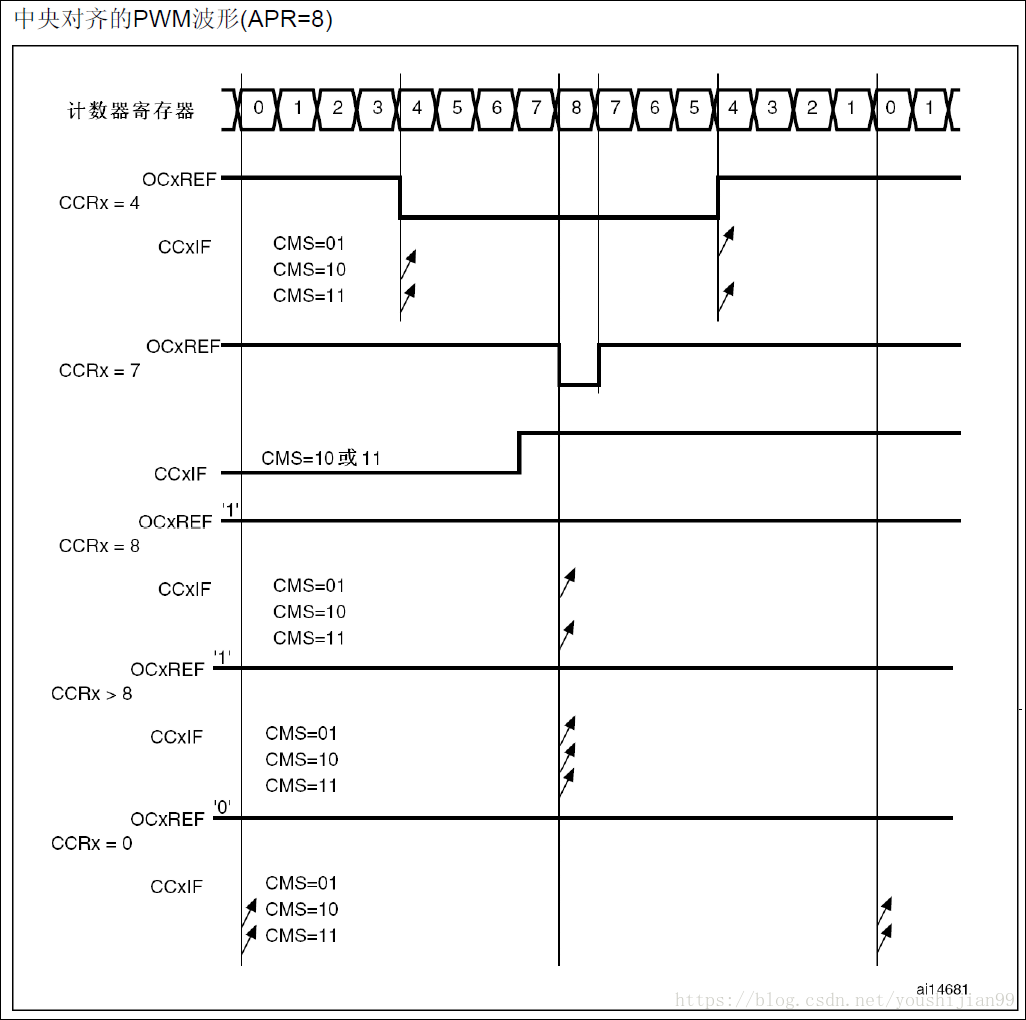 中央对齐的PWM波形(APR=8)
计数器寄存器 0 1 2 3 4 5 6 7 8 7 6 5 4 3 2 1 0 1
OCxREF
CCRx = 4
CCxIF CMS=01
CMS=10
CMS=11
OCxREF
CCRx = 7
CMS=10 或 11
CCxIF
'1'
OCxREF
CCRx = 8
CCxIF CMS=01
CMS=10
CMS=11
'1'
OCxREF
CCRx > 8
CCxIF CMS=01
CMS=10
CMS=11
'0'
OCxREF
CCRx = 0
CCxIF CMS=01
CMS=10
CMS=11
ai14681
https://blog.csdn.net/youshijian99